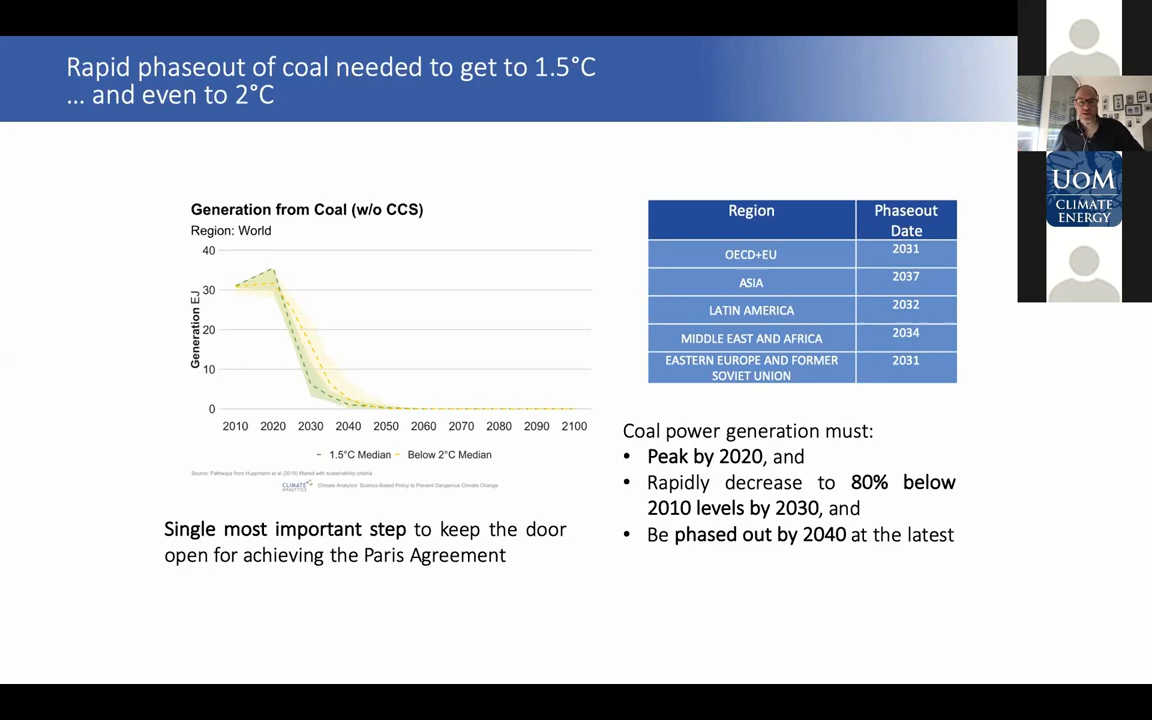 Rapid phaseout of coal needed to get to 1.5°C
... and even to 2°C
UOM
CLIMATE
ENERGY
Generation from Coal (w/o CCS)
Region: World
Generation EJ
40
30
20
10
0
2010 2020 2030 2040 2050 2060 2070 2080 2090 2100
1.5°C Median Below 2°C Median
Source: Pathways from Huppmann et al.(2019) filtered with sustainability criteria
CLIMATE
ANALYTICS
Climate Analytics: Science-Based Policy to Prevent Dangerous Climate Change
Single most important step to keep the door
open for achieving the Paris Agreement
Region Phaseout
Date
OECD+EU 2031
ASIA 2037
LATIN AMERICA 2032
MIDDLE EAST AND AFRICA 2034
EASTERN EUROPE AND FORMER 2031
SOVIET UNION
Coal power generation must:
• Peak by 2020, and
• Rapidly decrease to 80% below
2010 levels by 2030, and
• Be phased out by 2040 at the latest